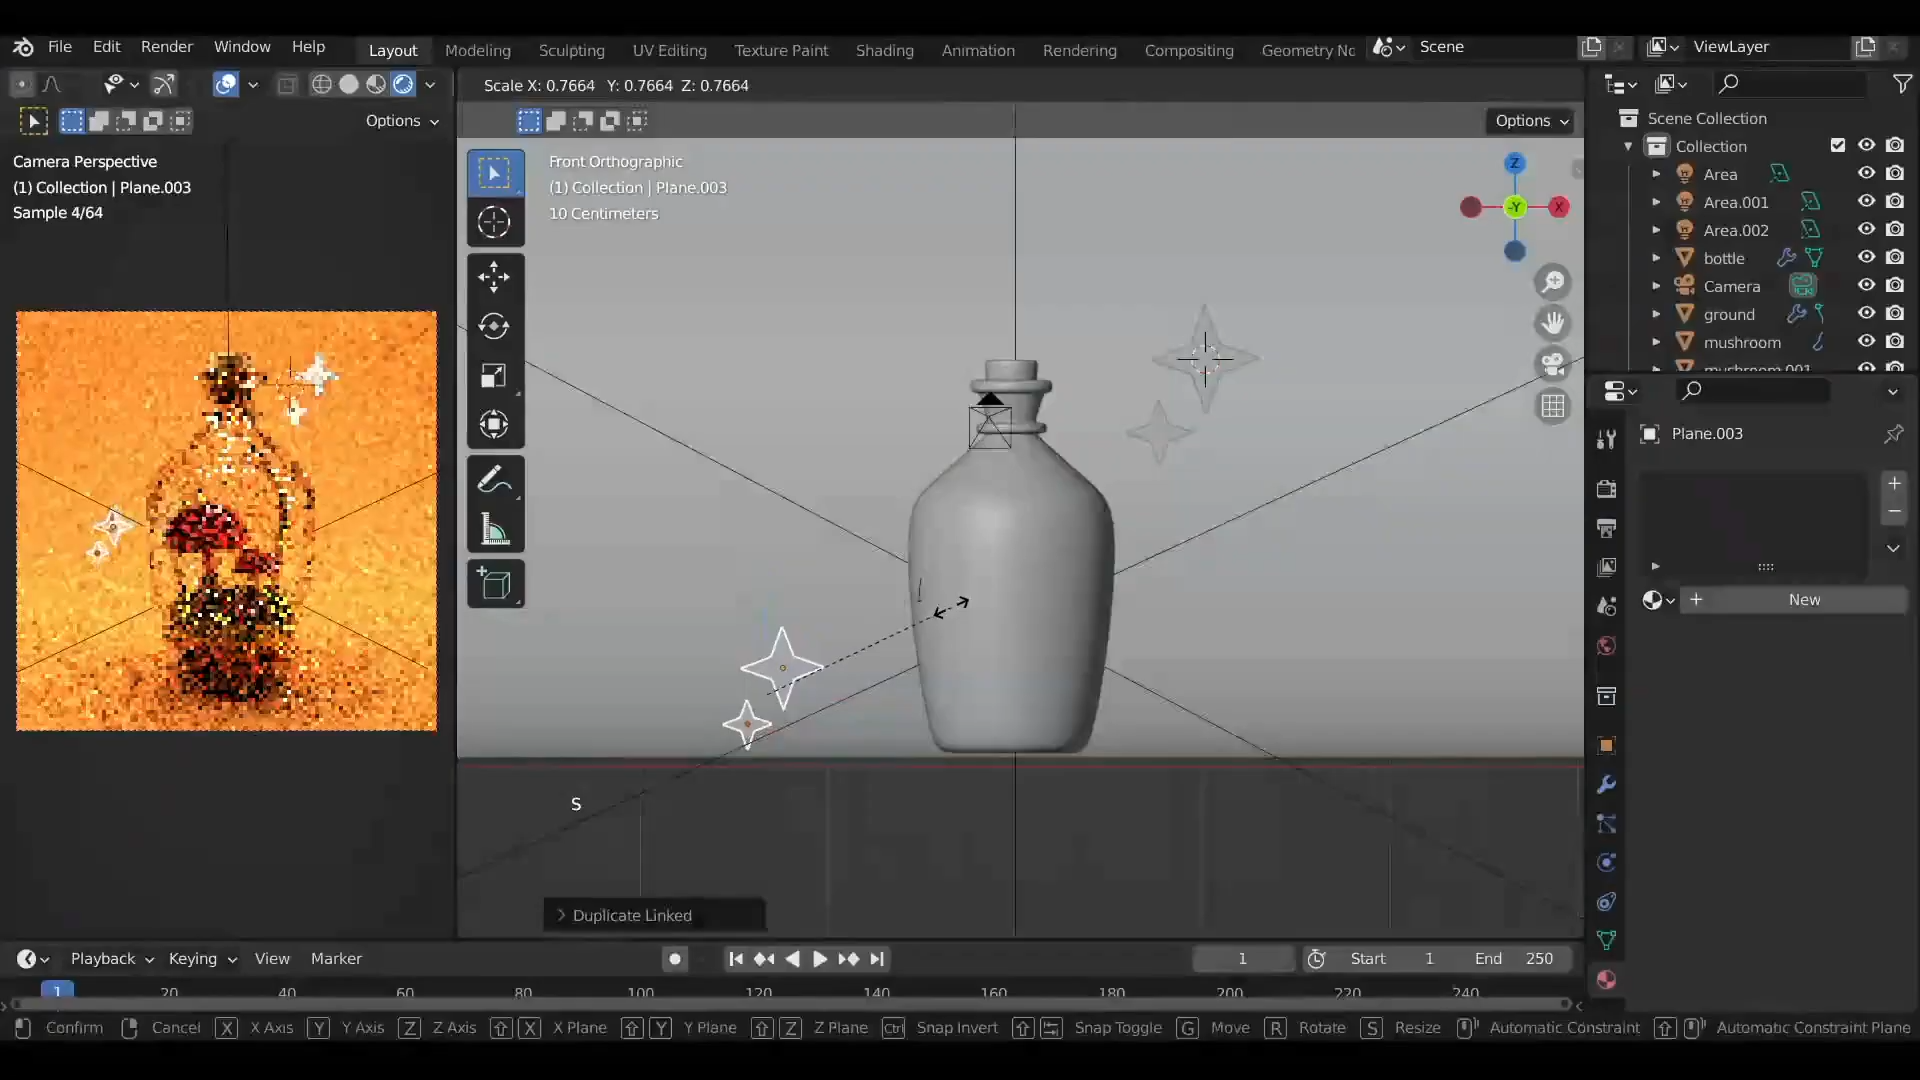 File Edit Render Window Help Layout Modeling Sculpting UV Editing Texture Paint Shading Animation Rendering Compositing Geometry No Scene ViewLayer
Scale X: 0.7664 Y: 0.7664 Z: 0.7664
Options
Options
Camera Perspective
(1) Collection | Plane.003
Sample 4/64
Front Orthographic
(1) Collection | Plane.003
10 Centimeters
Z
-Y
X
Scene Collection
Collection
Area
Area.001
Area.002
bottle
Camera
ground
mushroom
mushroom.001
Plane.003
New
S
Duplicate Linked
Playback Keying View Marker 1 Start 1 End 250
1 20 40 60 80 100 120 140 160 180 200 220 240
Confirm Cancel X X Axis Y Y Axis Z Z Axis X X Plane Y Y Plane Z Z Plane Ctrl Snap Invert Snap Toggle G Move R Rotate S Resize Automatic Constraint Automatic Constraint Plane